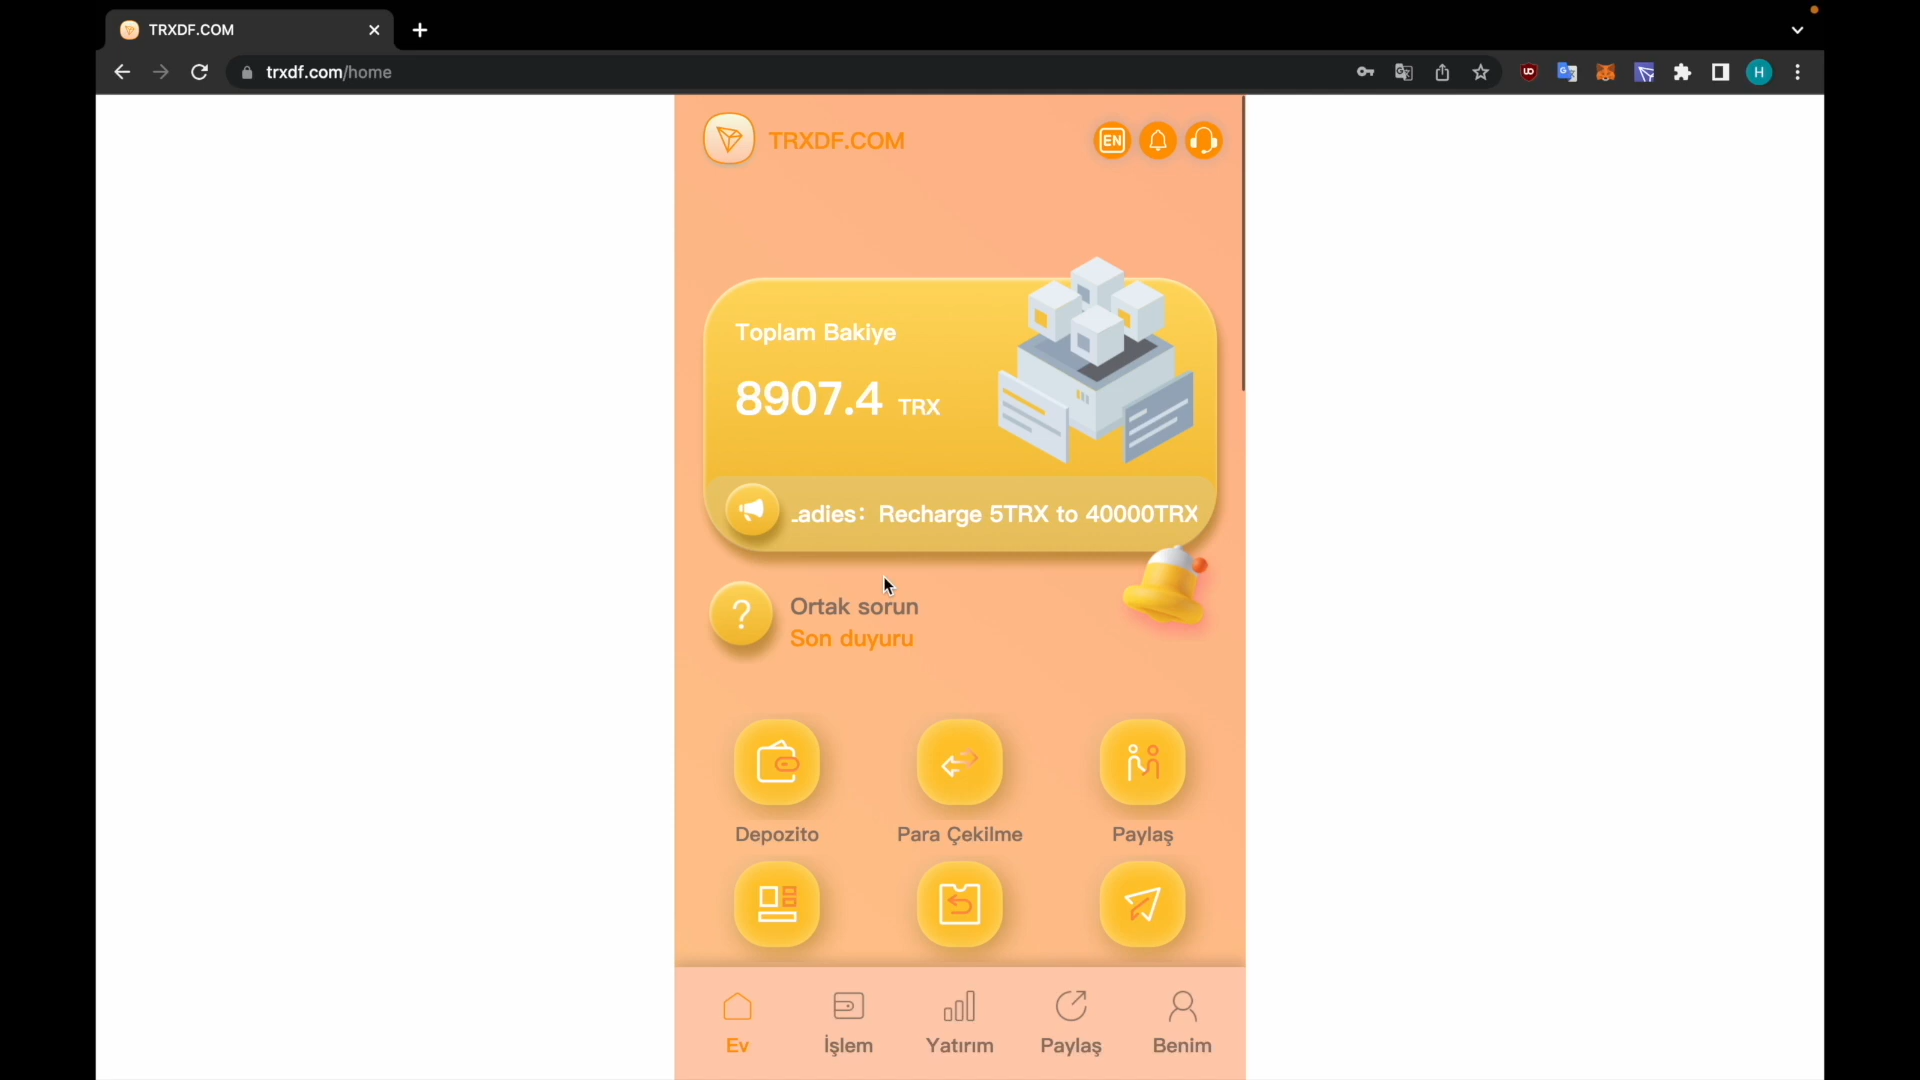 TRXDF.COM
trxdf.com/home
H
TRXDF.COM
EN
Toplam Bakiye
8907.4 TRX
adies: Recharge 5TRX to 40000TRX
?
Ortak sorun
Son duyuru
Depozito
Para Çekilme
Paylaş
Ev
İşlem
Yatırım
Paylaş
Benim